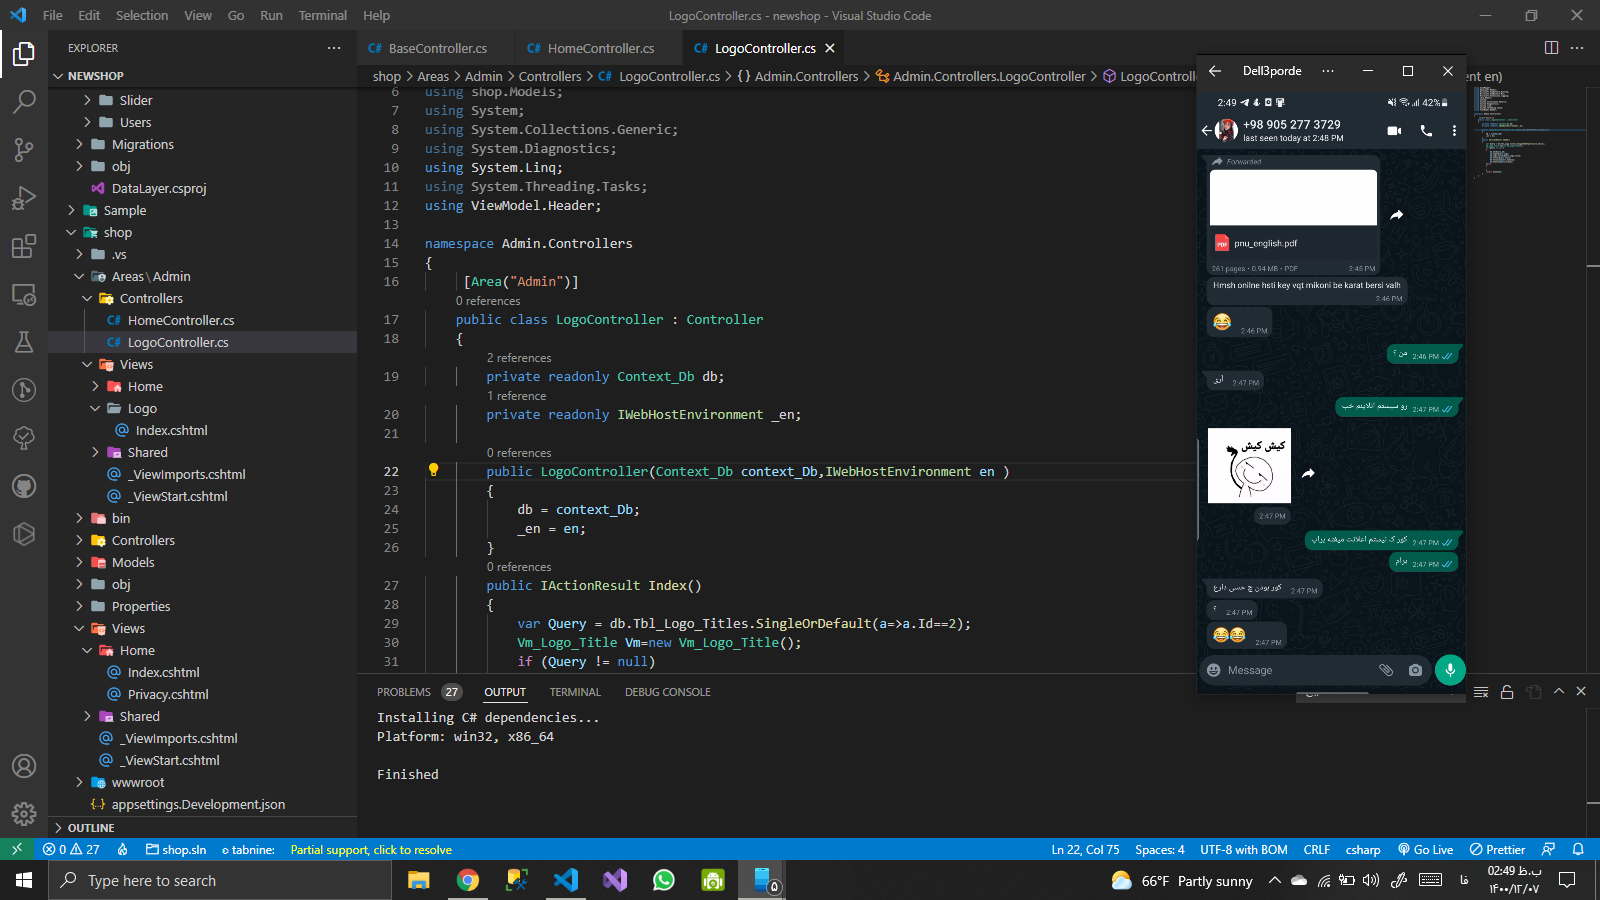 File Edit Selection View Go Run Terminal Help
LogoController.cs - newshop - Visual Studio Code
EXPLORER
NEWSHOP
Slider
Users
Migrations
obj
DataLayer.csproj
Sample
shop
.vs
Areas\Admin
Controllers
HomeController.cs
LogoController.cs
Views
Home
Logo
Index.cshtml
Shared
_ViewImports.cshtml
_ViewStart.cshtml
bin
Controllers
Models
obj
Properties
Views
Home
Index.cshtml
Privacy.cshtml
Shared
_ViewImports.cshtml
_ViewStart.cshtml
wwwroot
appsettings.Development.json
OUTLINE
BaseController.cs HomeController.cs LogoController.cs
shop > Areas > Admin > Controllers > LogoController.cs > {} Admin.Controllers > Admin.Controllers.LogoController > LogoControlle
nt en)
6 using shop.Models;
7 using System;
8 using System.Collections.Generic;
9 using System.Diagnostics;
10 using System.Linq;
11 using System.Threading.Tasks;
12 using ViewModel.Header;
13
14 namespace Admin.Controllers
15 {
16 [Area("Admin")]
0 references
17 public class LogoController : Controller
18 {
2 references
19 private readonly Context_Db db;
1 reference
20 private readonly IWebHostEnvironment _en;
21
0 references
22 public LogoController(Context_Db context_Db,IWebHostEnvironment en )
23 {
24 db = context_Db;
25 _en = en;
26 }
0 references
27 public IActionResult Index()
28 {
29 var Query = db.Tbl_Logo_Titles.SingleOrDefault(a=>a.Id==2);
30 Vm_Logo_Title Vm=new Vm_Logo_Title();
31 if (Query != null)
PROBLEMS 27 OUTPUT TERMINAL DEBUG CONSOLE
Installing C# dependencies...
Platform: win32, x86_64
Finished
Dell3porde
2:49 42%
+98 905 277 3729
last seen today at 2:48 PM
Forwarded
PDF pnu_english.pdf
261 pages • 0.94 MB • PDF 2:45 PM
Hmsh onilne hsti key vqt mikoni be karat bersi valh
2:46 PM
😂 2:46 PM
من ؟ 2:46 PM
آری 2:47 PM
رو سیستم انلاینم خب 2:47 PM
کیش کیش
2:47 PM
کور ک نیستم اعلانت میفته براپ 2:47 PM
برام 2:47 PM
کور بودن چ حسی دارع 2:47 PM
؟ 2:47 PM
😂😂 2:47 PM
Message
0 27 shop.sln tabnine: Partial support, click to resolve
Ln 22, Col 75 Spaces: 4 UTF-8 with BOM CRLF csharp Go Live Prettier
Type here to search
۵
66°F Partly sunny
فا
02:49 ب.ظ
۱۴۰۰/۱۲/۰۷